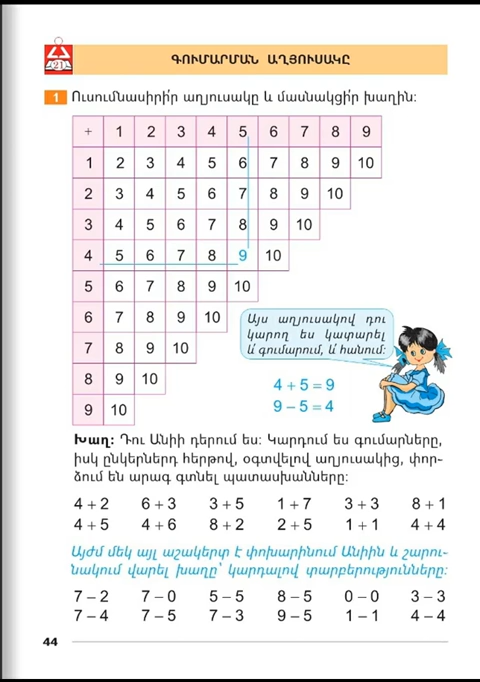 21
ԳՈՒՄԱՐՄԱՆ ԱՂՅՈՒՍԱԿԸ
1 Ուսումնասիրի՛ր աղյուսակը և մասնակցի՛ր խաղին:
+ 1 2 3 4 5 6 7 8 9
1 2 3 4 5 6 7 8 9 10
2 3 4 5 6 7 8 9 10
3 4 5 6 7 8 9 10
4 5 6 7 8 9 10
5 6 7 8 9 10
6 7 8 9 10
7 8 9 10
8 9 10
9 10
Այս աղյուսակով դու
կարող ես կատարել
և՛ գումարում, և՛ հանում:
4 + 5 = 9
9 – 5 = 4
Խաղ: Դու Անիի դերում ես: Կարդում ես գումարները,
իսկ ընկերներդ հերթով, օգտվելով աղյուսակից, փոր-
ձում են արագ գտնել պատասխանները:
4 + 2 6 + 3 3 + 5 1 + 7 3 + 3 8 + 1
4 + 5 4 + 6 8 + 2 2 + 5 1 + 1 4 + 4
Այժմ մեկ այլ աշակերտ է փոխարինում Անիին և շարու-
նակում վարել խաղը՝ կարդալով տարբերությունները:
7 – 2 7 – 0 5 – 5 8 – 5 0 – 0 3 – 3
7 – 4 7 – 5 7 – 3 9 – 5 1 – 1 4 – 4
44